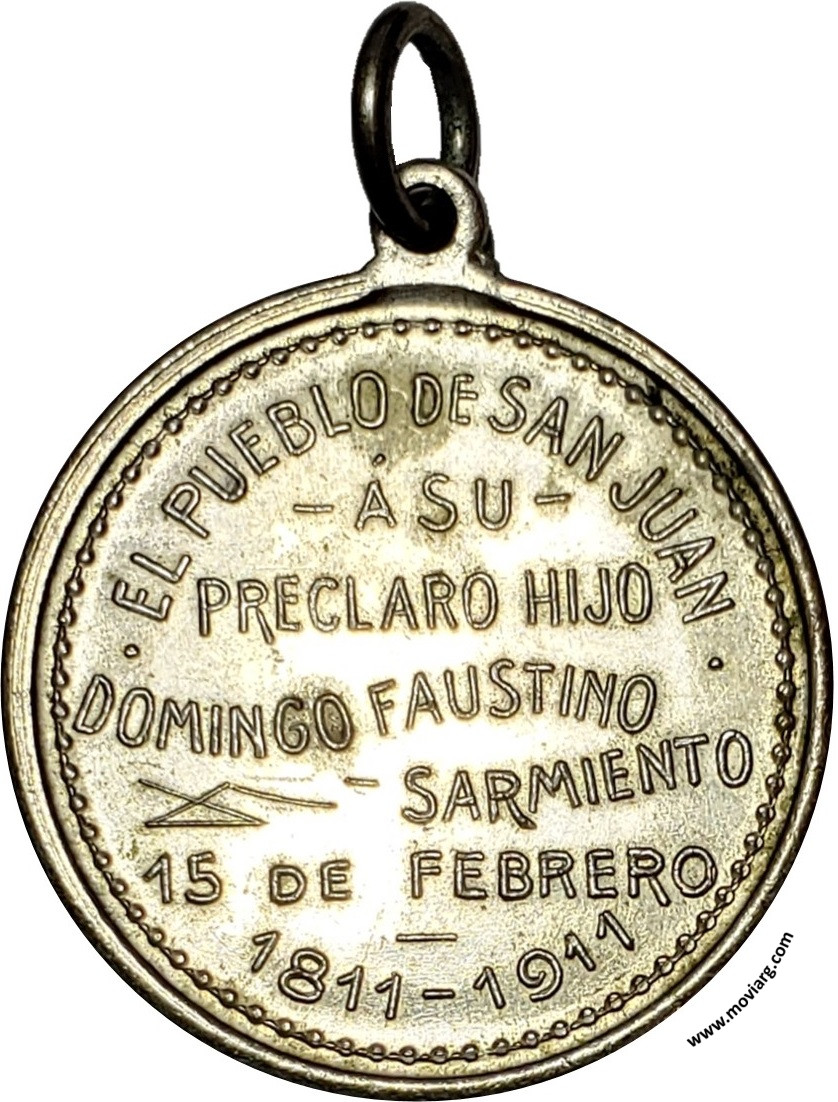 EL PUEBLO DE SAN JUAN
- Á SU -
PRECLARO HIJO
DOMINGO FAUSTINO
- SARMIENTO
15 DE FEBRERO
1811-1911
www.moviarg.com